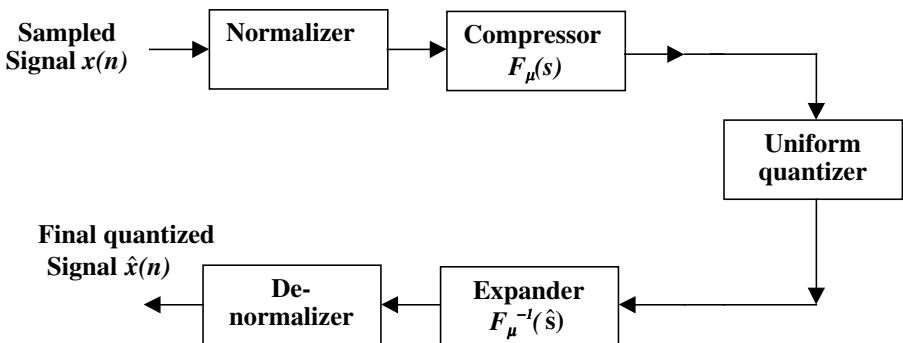 Sampled
Signal x(n)
Normalizer
Compressor
Fμ(s)
Uniform
quantizer
Final quantized
Signal x̂(n)
De-
normalizer
Expander
Fμ⁻¹(ŝ)